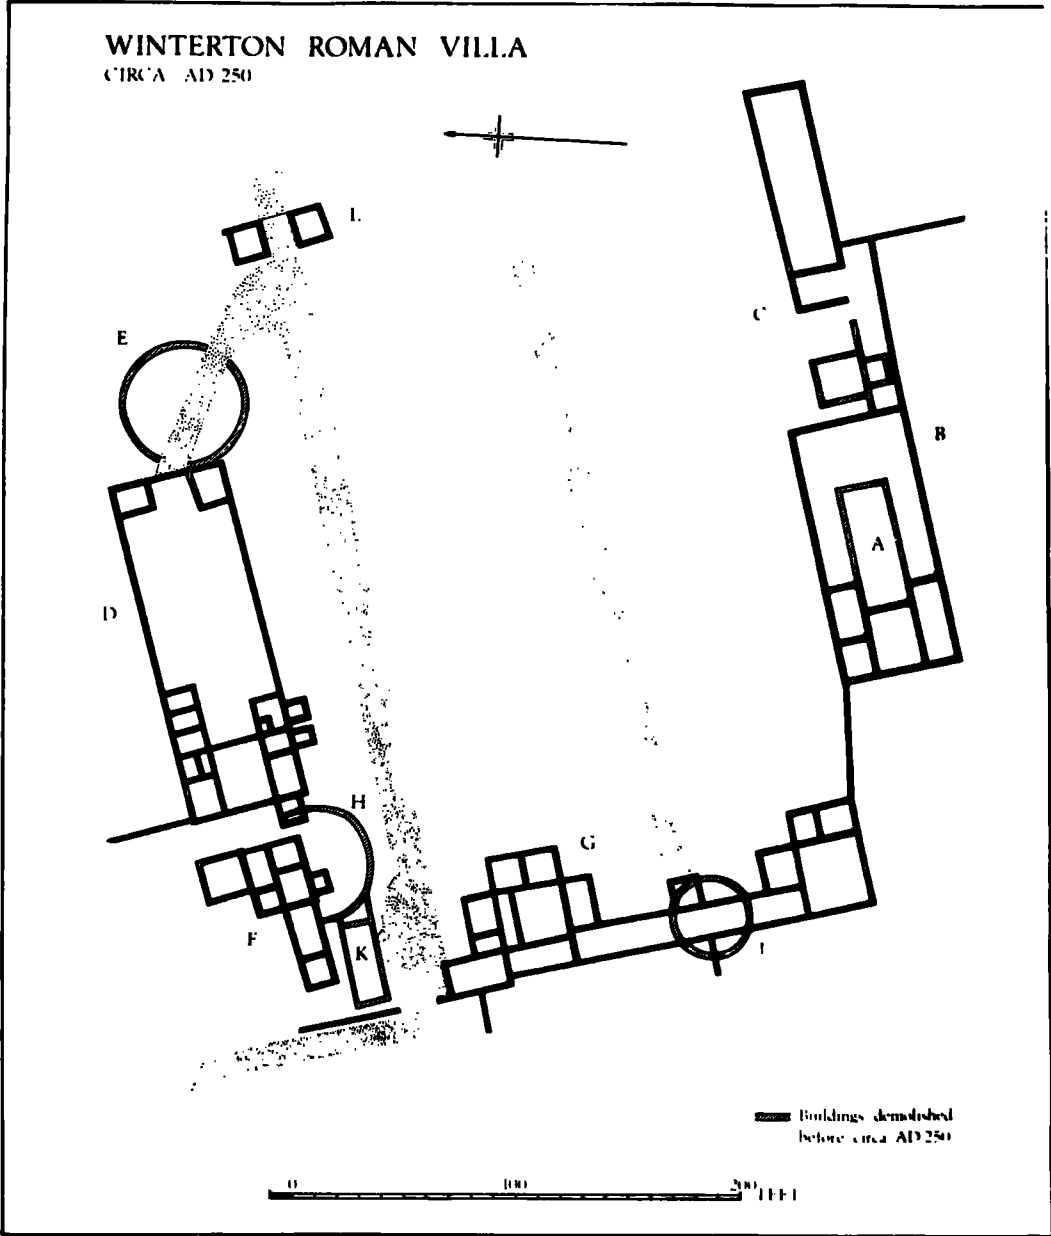 WINTERTON ROMAN VILLA
CIRCA AD 250
L
E
C
B
A
D
H
G
F
K
I
Buildings demolished
before circa AD 250
0 100 200 FEET